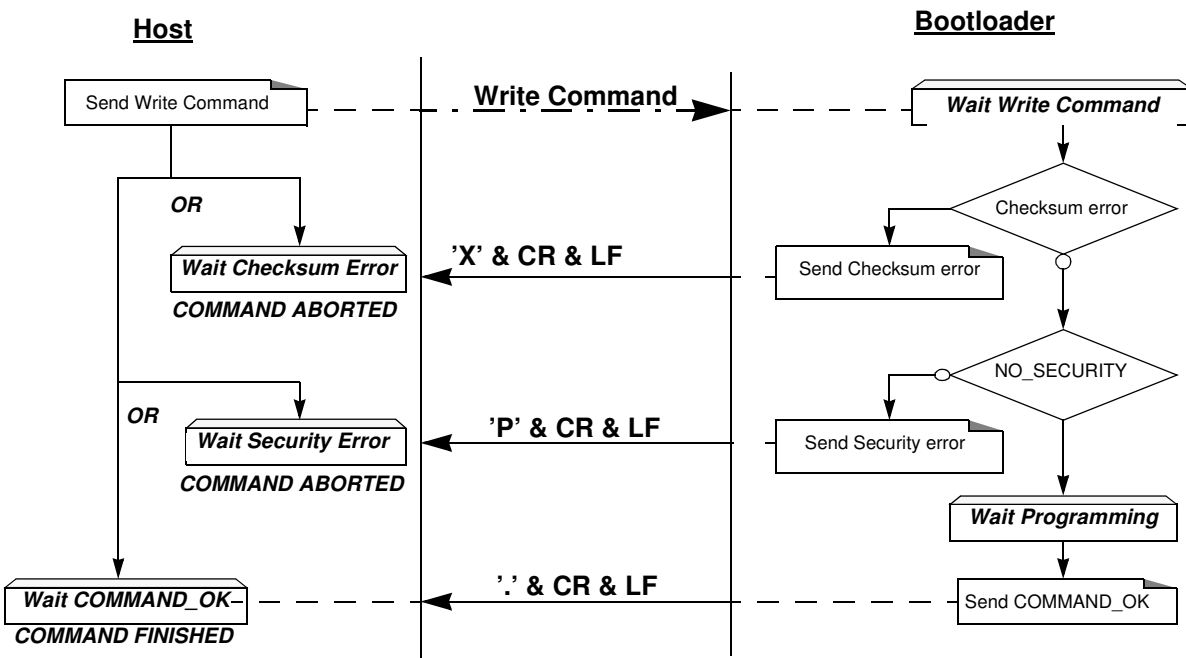 Host
Bootloader
Send Write Command
Write Command
Wait Write Command
OR
Checksum error
Wait Checksum Error
'X' & CR & LF
Send Checksum error
COMMAND ABORTED
NO_SECURITY
OR
Wait Security Error
'P' & CR & LF
Send Security error
COMMAND ABORTED
Wait Programming
Wait COMMAND_OK
'.' & CR & LF
Send COMMAND_OK
COMMAND FINISHED